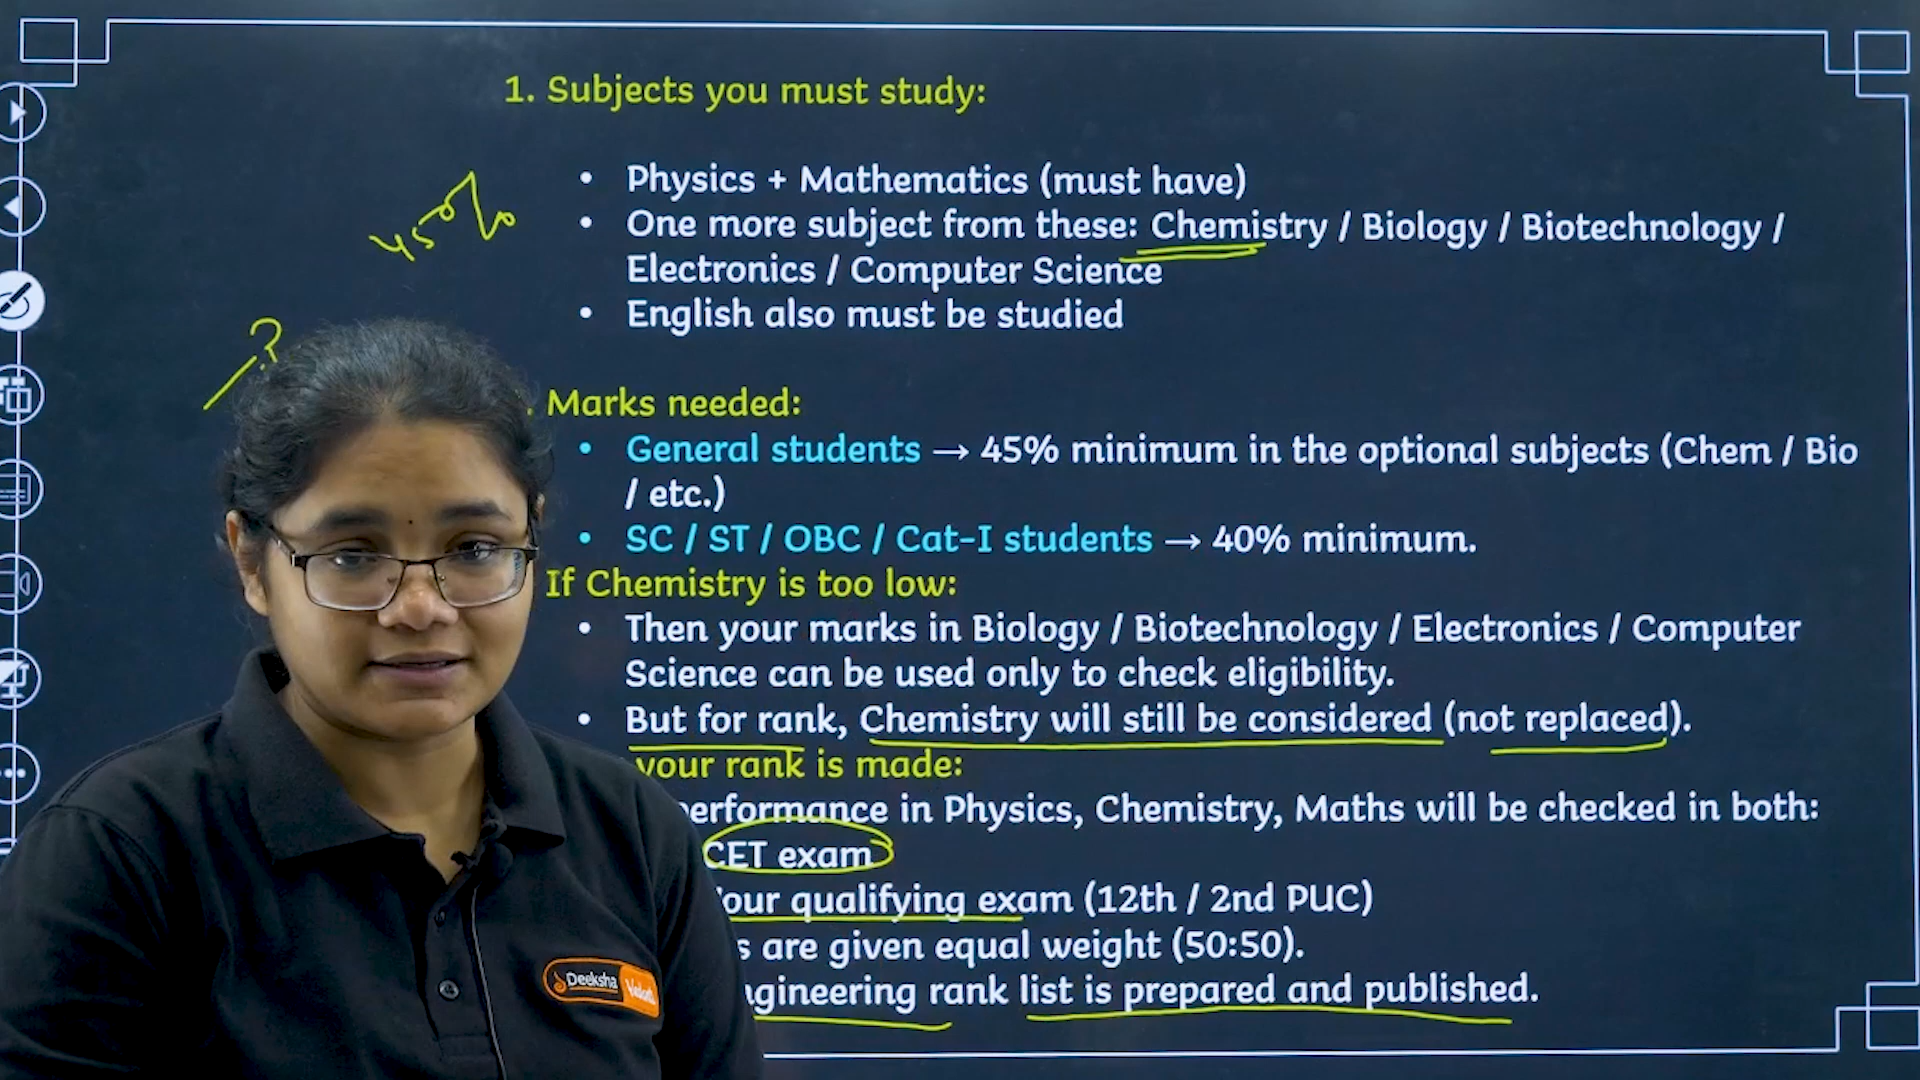 1. Subjects you must study:
• Physics + Mathematics (must have)
45%
• One more subject from these: Chemistry / Biology / Biotechnology /
Electronics / Computer Science
• English also must be studied
?
. Marks needed:
• General students → 45% minimum in the optional subjects (Chem / Bio
/ etc.)
• SC / ST / OBC / Cat-I students → 40% minimum.
If Chemistry is too low:
• Then your marks in Biology / Biotechnology / Electronics / Computer
Science can be used only to check eligibility.
• But for rank, Chemistry will still be considered (not replaced).
your rank is made:
performance in Physics, Chemistry, Maths will be checked in both:
CET exam
our qualifying exam (12th / 2nd PUC)
s are given equal weight (50:50).
ngineering rank list is prepared and published.
Deeksha